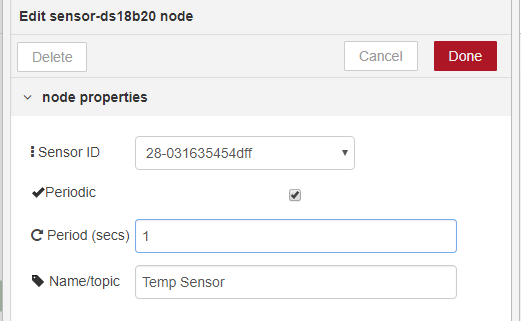 Edit sensor-ds18b20 node
Delete Cancel Done
node properties
Sensor ID 28-031635454dff
Periodic
Period (secs) 1
Name/topic Temp Sensor